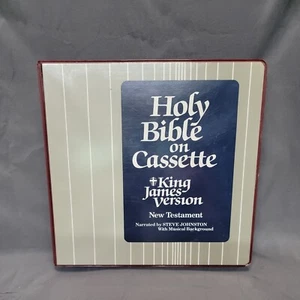 Holy
Bible
on
Cassette
King
James
Version
New Testament
Narrated by STEVE JOHNSTON
With Musical Background